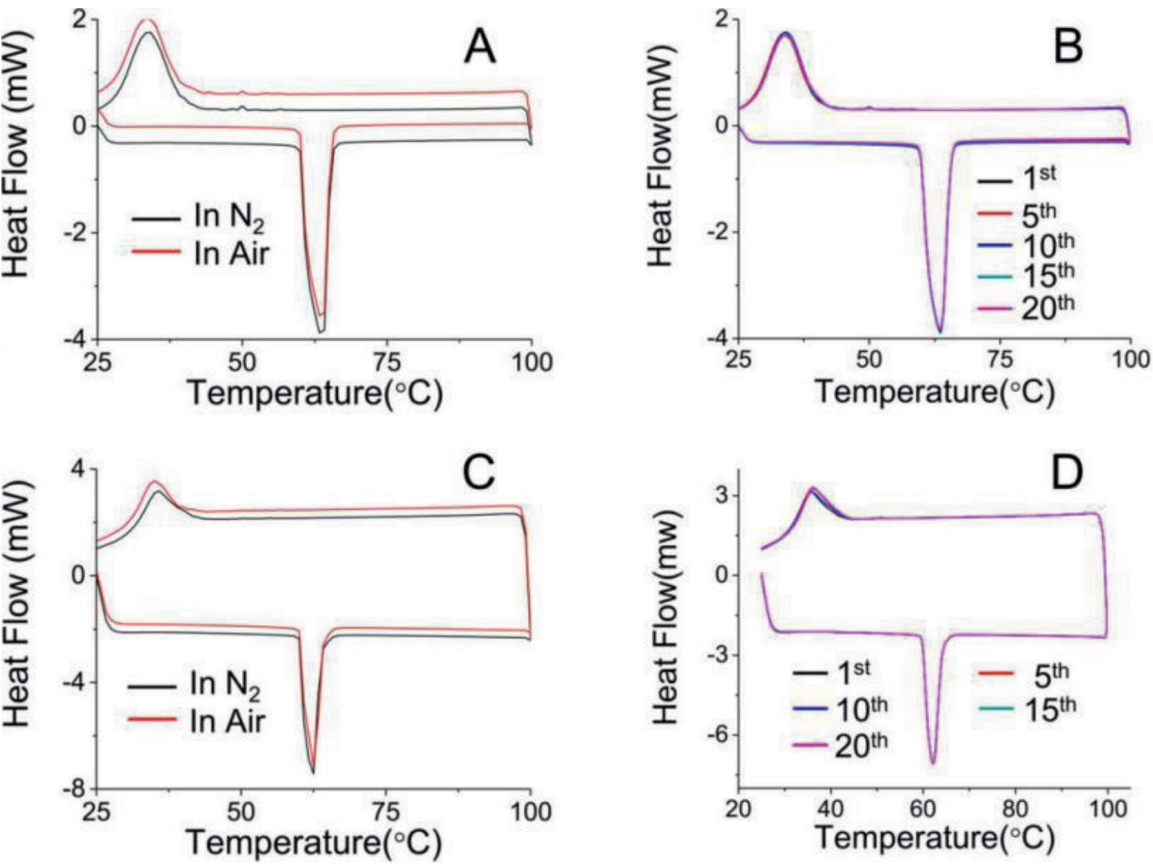 A
Heat Flow (mW)
2
0
-2
-4
In N2
In Air
25 50 75 100
Temperature(°C)
B
Heat Flow(mW)
2
0
-2
-4
1st
5th
10th
15th
20th
25 50 75 100
Temperature(°C)
C
Heat Flow (mW)
4
0
-4
-8
In N2
In Air
25 50 75 100
Temperature(°C)
D
Heat Flow(mw)
3
0
-3
-6
1st 5th
10th 15th
20th
20 40 60 80 100
Temperature(°C)